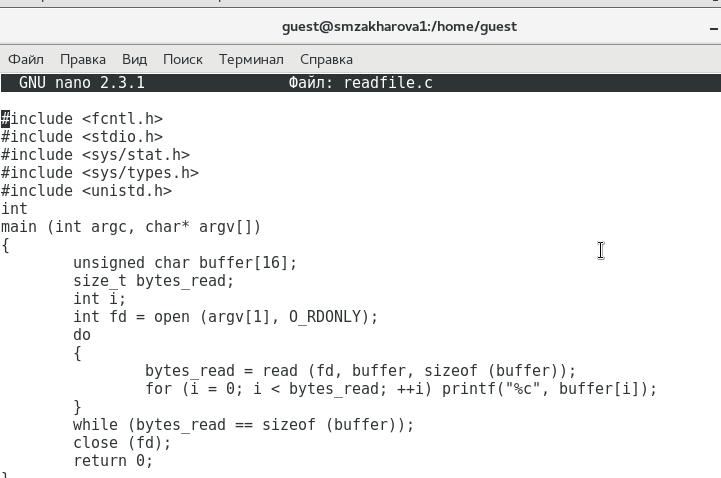 guest@smzakharova1:/home/guest
Файл Правка Вид Поиск Терминал Справка
GNU nano 2.3.1 Файл: readfile.c
#include <fcntl.h>
#include <stdio.h>
#include <sys/stat.h>
#include <sys/types.h>
#include <unistd.h>
int
main (int argc, char* argv[])
{
        unsigned char buffer[16];
        size_t bytes_read;
        int i;
        int fd = open (argv[1], O_RDONLY);
        do
        {
                bytes_read = read (fd, buffer, sizeof (buffer));
                for (i = 0; i < bytes_read; ++i) printf("%c", buffer[i]);
        }
        while (bytes_read == sizeof (buffer));
        close (fd);
        return 0;
}